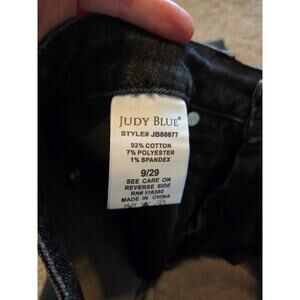 JUDY BLUE®
STYLE# JB88677
92% COTTON
7% POLYESTER
1% SPANDEX
9/29
SEE CARE ON
REVERSE SIDE
RN# 116380
MADE IN CHINA